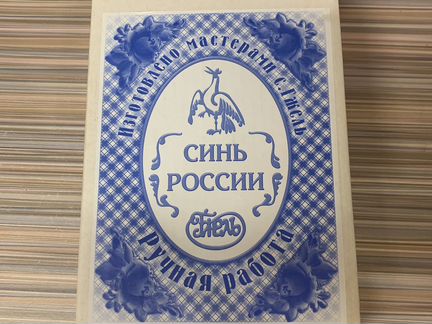 Изготовлено мастерами с.Гжель
СИНЬ
РОССИИ
Гжель
ручная работа